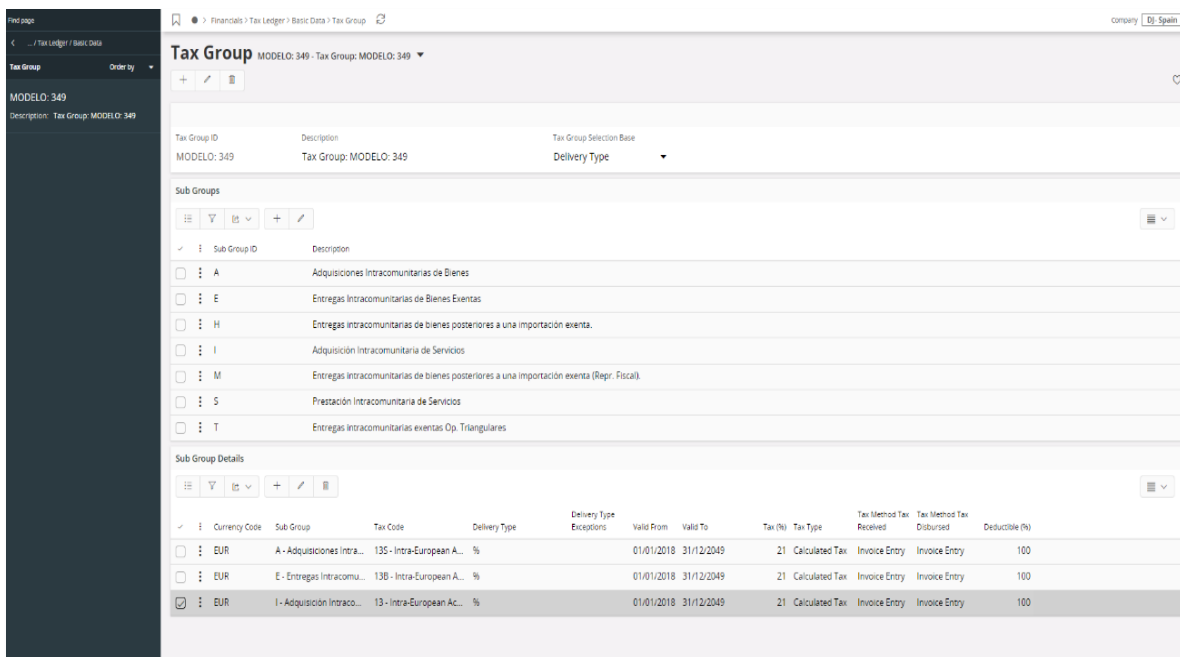 Find page
Financials > Tax Ledger > Basic Data > Tax Group
Company DJ- Spain
... / Tax Ledger / Basic Data
Tax Group Order by
MODELO: 349
Description: Tax Group: MODELO: 349
Tax Group MODELO: 349 - Tax Group: MODELO: 349
Tax Group ID Description Tax Group Selection Base
MODELO: 349 Tax Group: MODELO: 349 Delivery Type
Sub Groups
Sub Group ID Description
A Adquisiciones Intracomunitarias de Bienes
E Entregas Intracomunitarias de Bienes Exentas
H Entregas intracomunitarias de bienes posteriores a una importación exenta.
I Adquisición Intracomunitaria de Servicios
M Entregas intracomunitarias de bienes posteriores a una importación exenta (Repr. Fiscal).
S Prestación Intracomunitaria de Servicios
T Entregas intracomunitarias exentas Op. Triangulares
Sub Group Details
Currency Code Sub Group Tax Code Delivery Type Delivery Type Exceptions Valid From Valid To Tax (%) Tax Type Tax Method Tax Received Tax Method Tax Disbursed Deductible (%)
EUR A - Adquisiciones Intra... 13S - Intra-European A... % 01/01/2018 31/12/2049 21 Calculated Tax Invoice Entry Invoice Entry 100
EUR E - Entregas Intracomu... 13B - Intra-European A... % 01/01/2018 31/12/2049 21 Calculated Tax Invoice Entry Invoice Entry 100
EUR I - Adquisición Intraco... 13 - Intra-European Ac... % 01/01/2018 31/12/2049 21 Calculated Tax Invoice Entry Invoice Entry 100